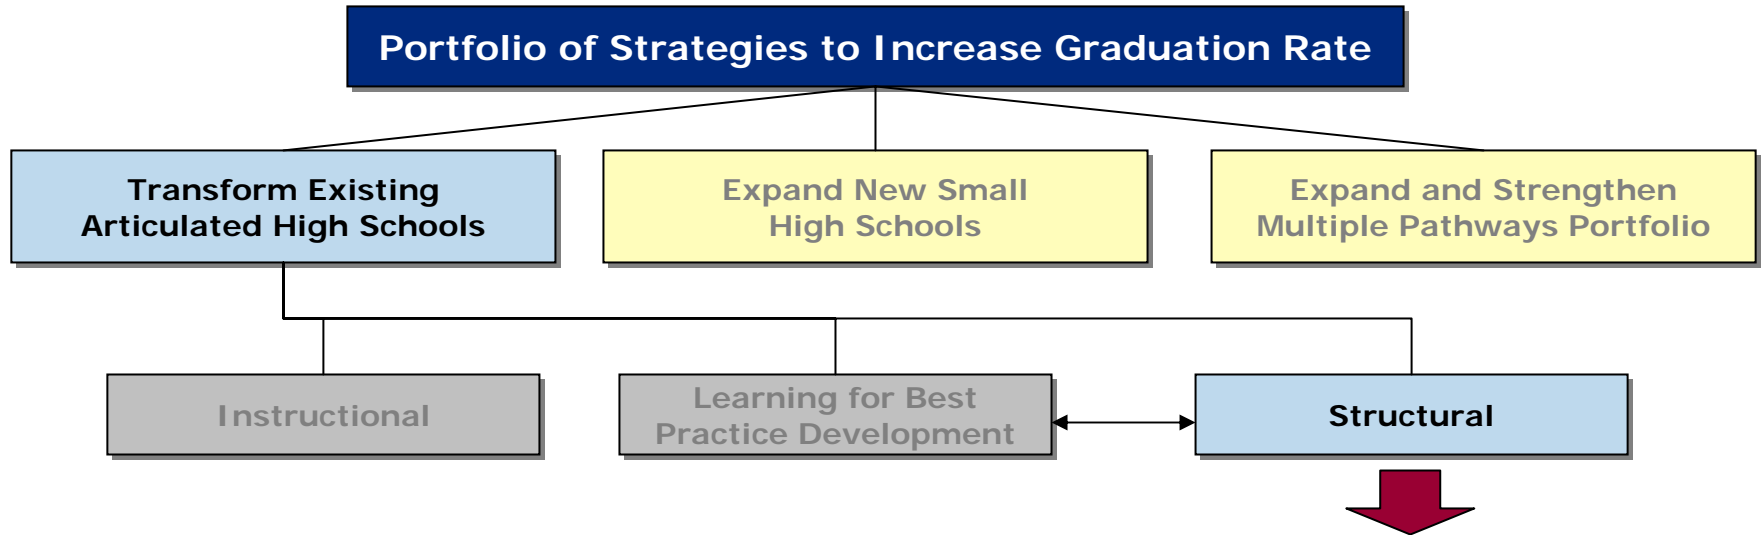 Portfolio of Strategies to Increase Graduation Rate
Transform Existing
Articulated High Schools
Expand New Small
High Schools
Expand and Strengthen
Multiple Pathways Portfolio
Instructional
Learning for Best
Practice Development
Structural